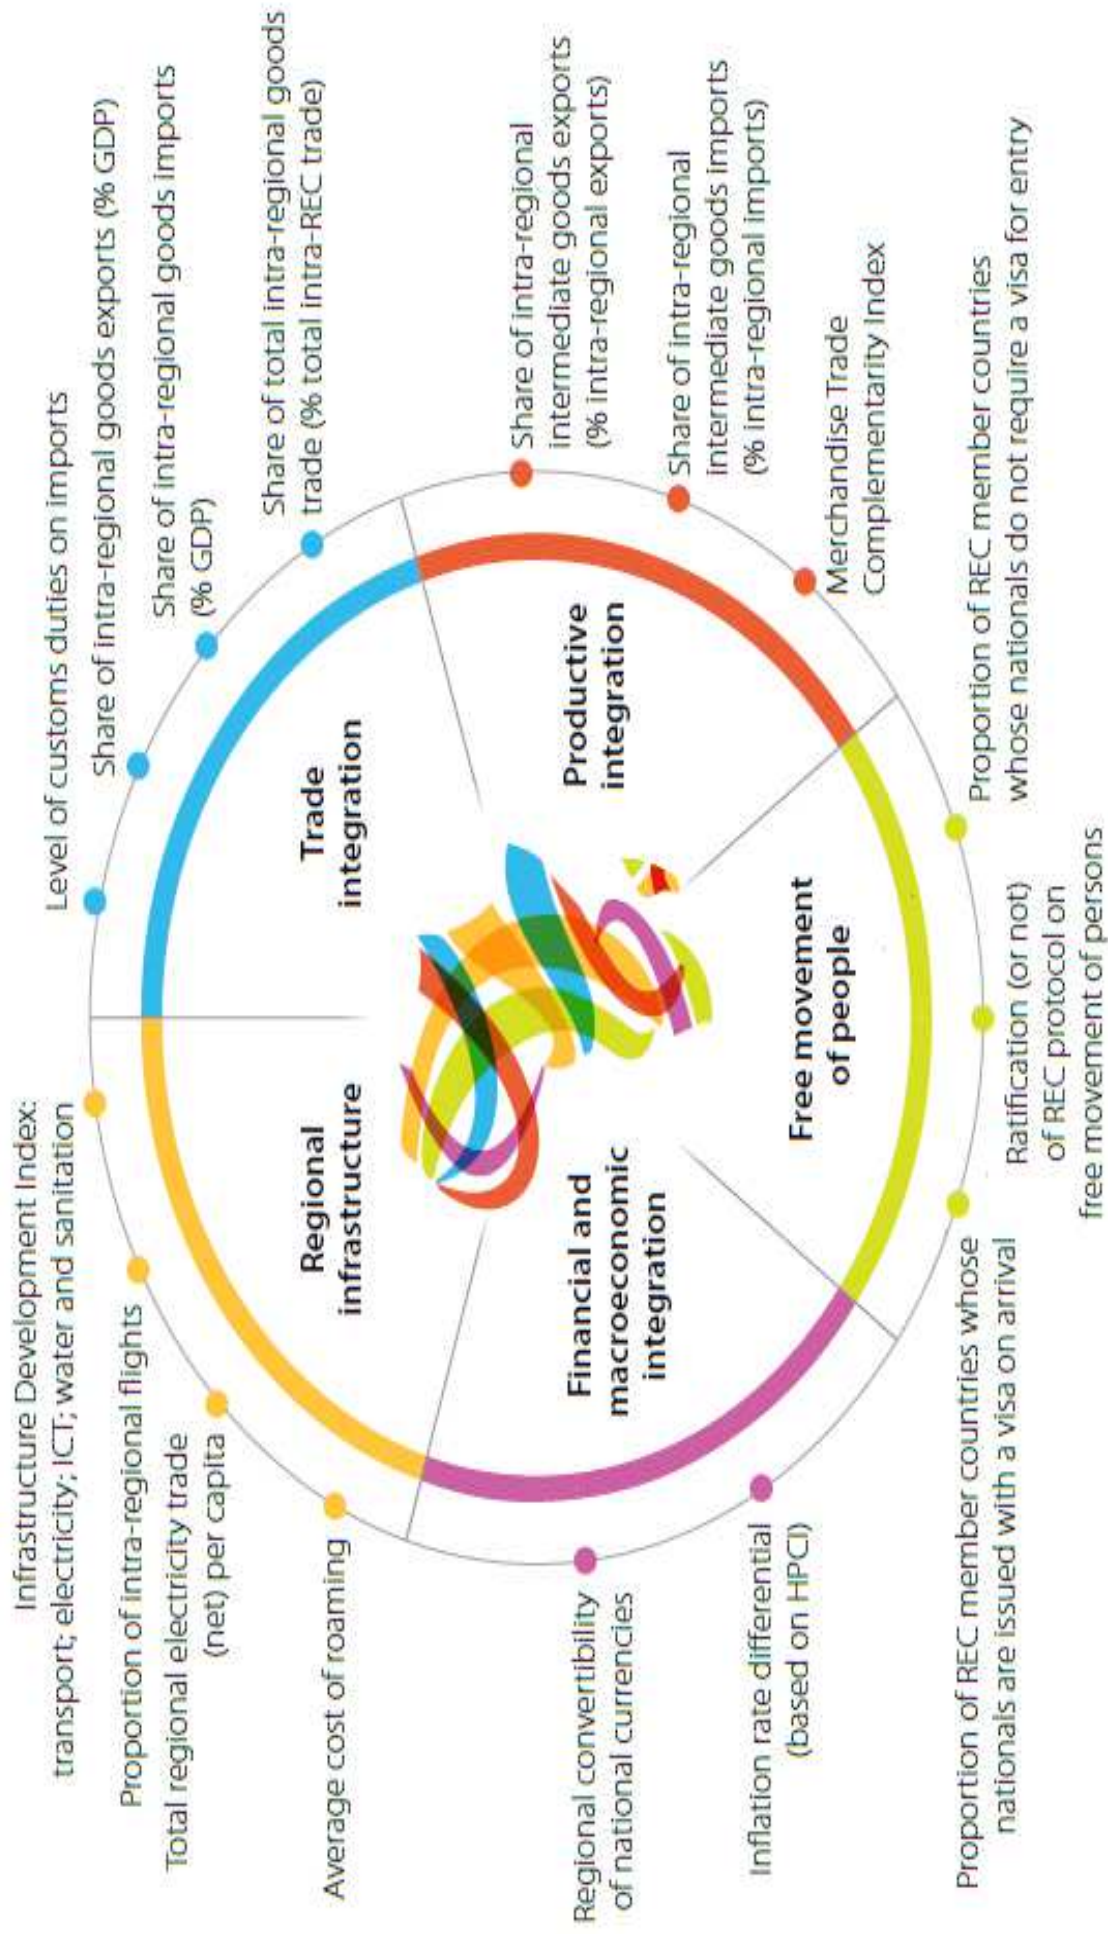 Level of customs duties on imports
Share of intra-regional goods exports (% GDP)
Share of intra-regional goods imports
(% GDP)
Share of total intra-regional goods
trade (% total intra-REC trade)
Trade
integration
Share of intra-regional
intermediate goods exports
(% intra-regional exports)
Share of intra-regional
intermediate goods imports
(% intra-regional imports)
Merchandise Trade
Complementarity Index
Productive
integration
Proportion of REC member countries
whose nationals do not require a visa for entry
Ratification (or not)
of REC protocol on
free movement of persons
Proportion of REC member countries whose
nationals are issued with a visa on arrival
Free movement
of people
Inflation rate differential
(based on HPCI)
Regional convertibility
of national currencies
Financial and
macroeconomic
integration
Average cost of roaming
Total regional electricity trade
(net) per capita
Proportion of intra-regional flights
Infrastructure Development Index:
transport; electricity; ICT; water and sanitation
Regional
infrastructure